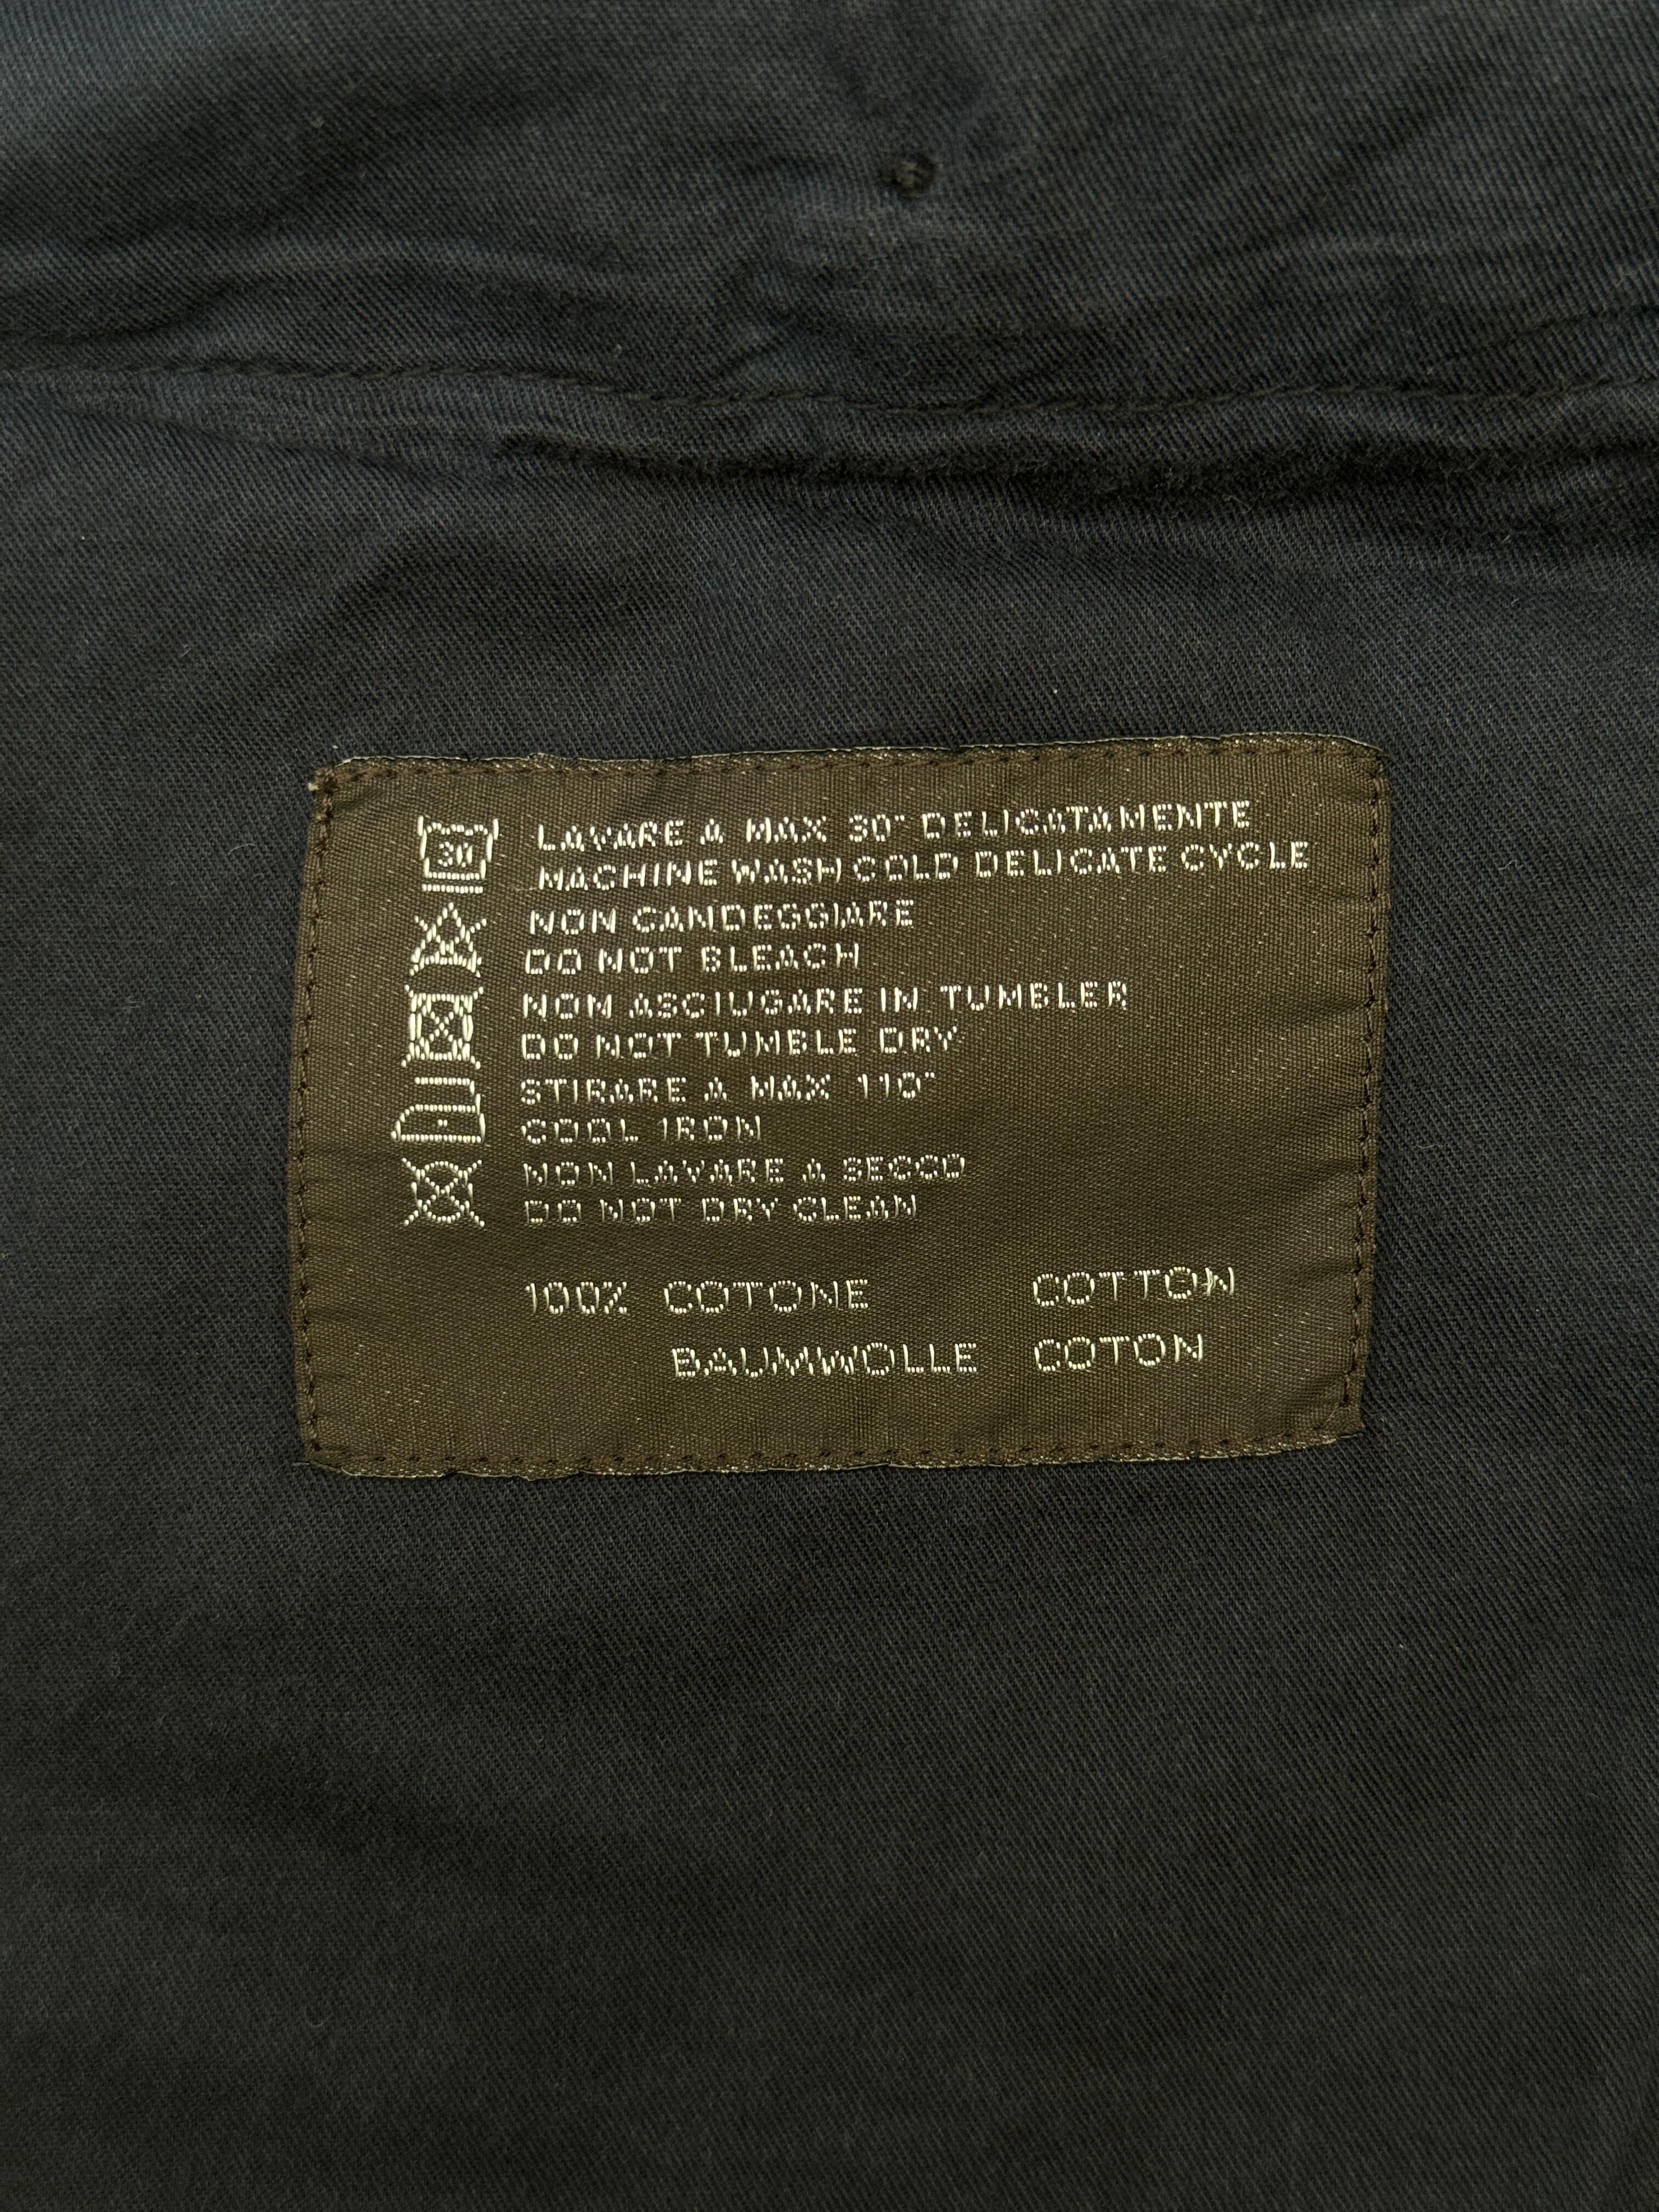 30
LAVARE A MAX 30° DELICATAMENTE
MACHINE WASH COLD DELICATE CYCLE
NON CANDEGGIARE
DO NOT BLEACH
NON ASCIUGARE IN TUMBLER
DO NOT TUMBLE DRY
STIRARE A MAX 110°
COOL IRON
NON LAVARE A SECCO
DO NOT DRY CLEAN
100% COTONE COTTON
BAUMWOLLE COTON